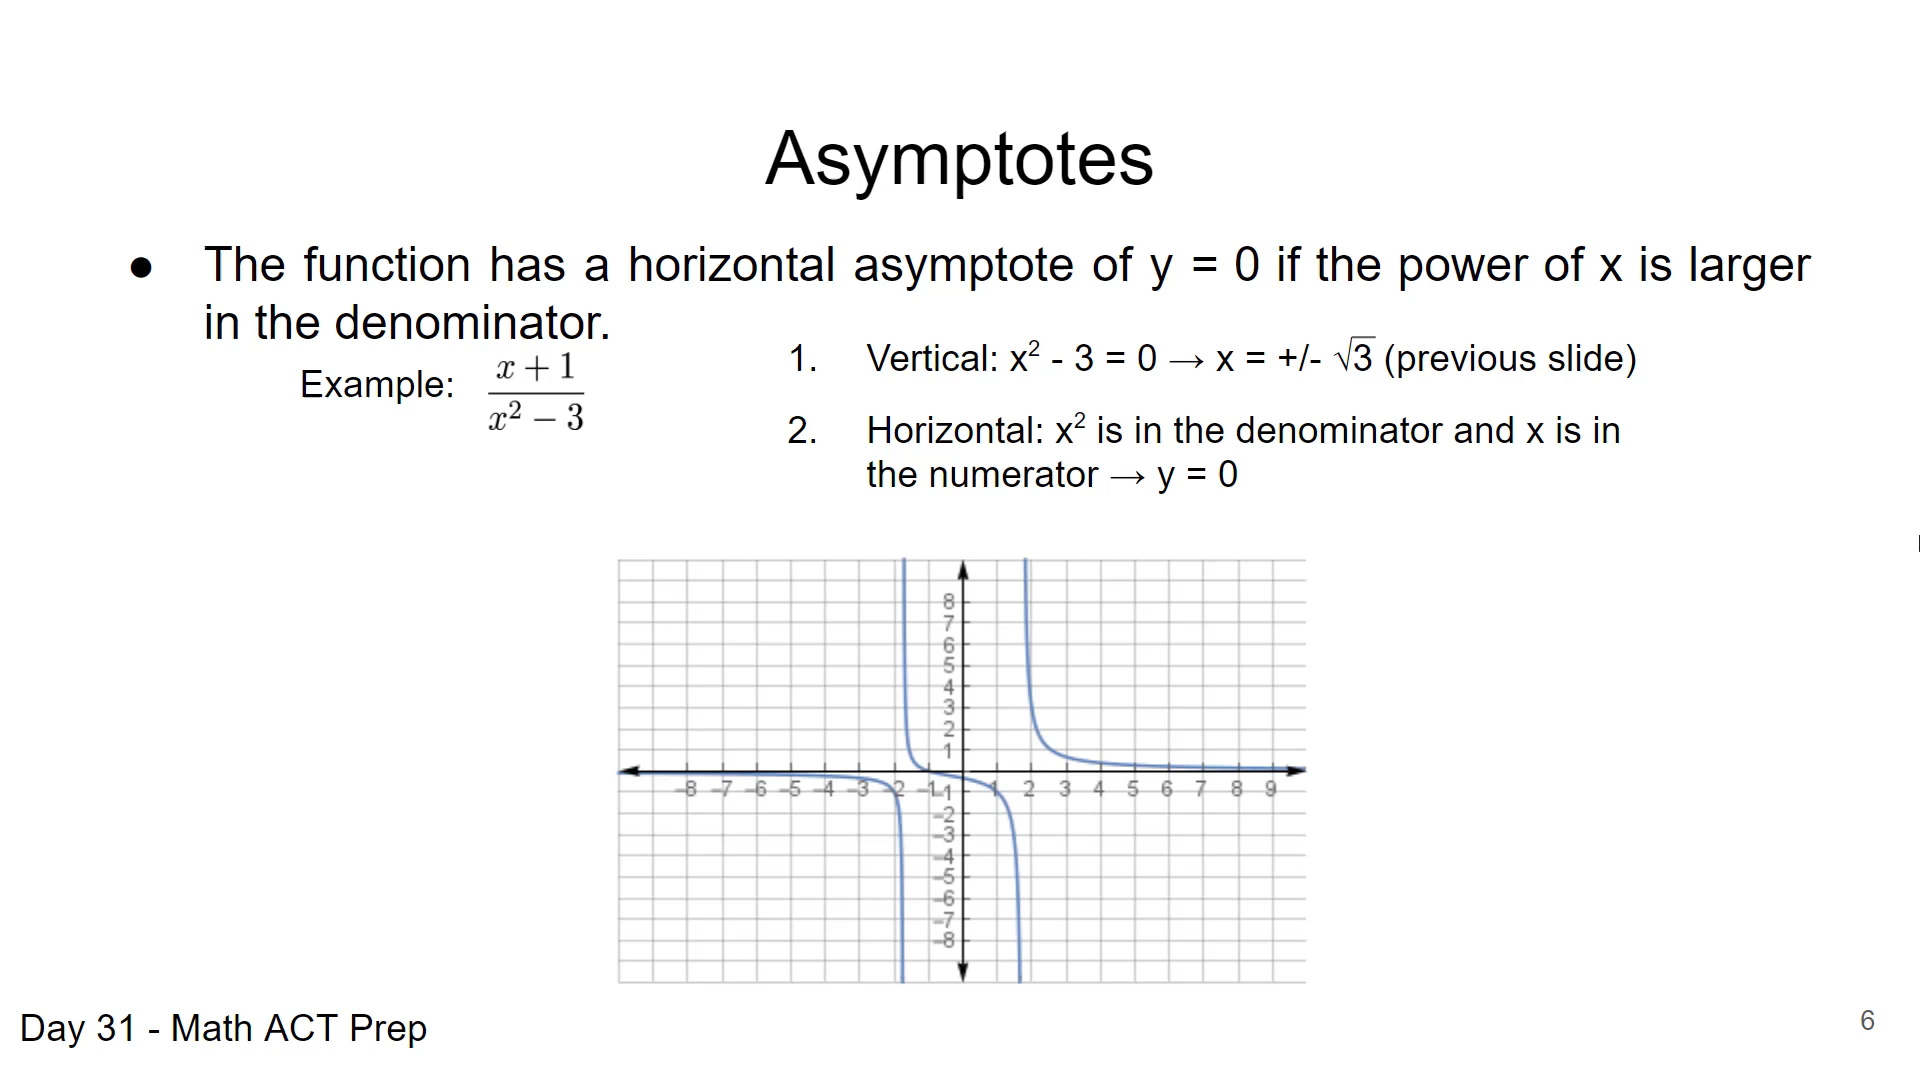 Asymptotes
● The function has a horizontal asymptote of y = 0 if the power of x is larger
in the denominator.
Example: \frac{x + 1}{x^2 - 3}
1. Vertical: x² - 3 = 0 → x = +/- √3 (previous slide)
2. Horizontal: x² is in the denominator and x is in
the numerator → y = 0
8
7
6
5
4
3
2
1
-8 -7 -6 -5 -4 -3 -2 -1 1 2 3 4 5 6 7 8 9
-1
-2
-3
-4
-5
-6
-7
-8
Day 31 - Math ACT Prep
6